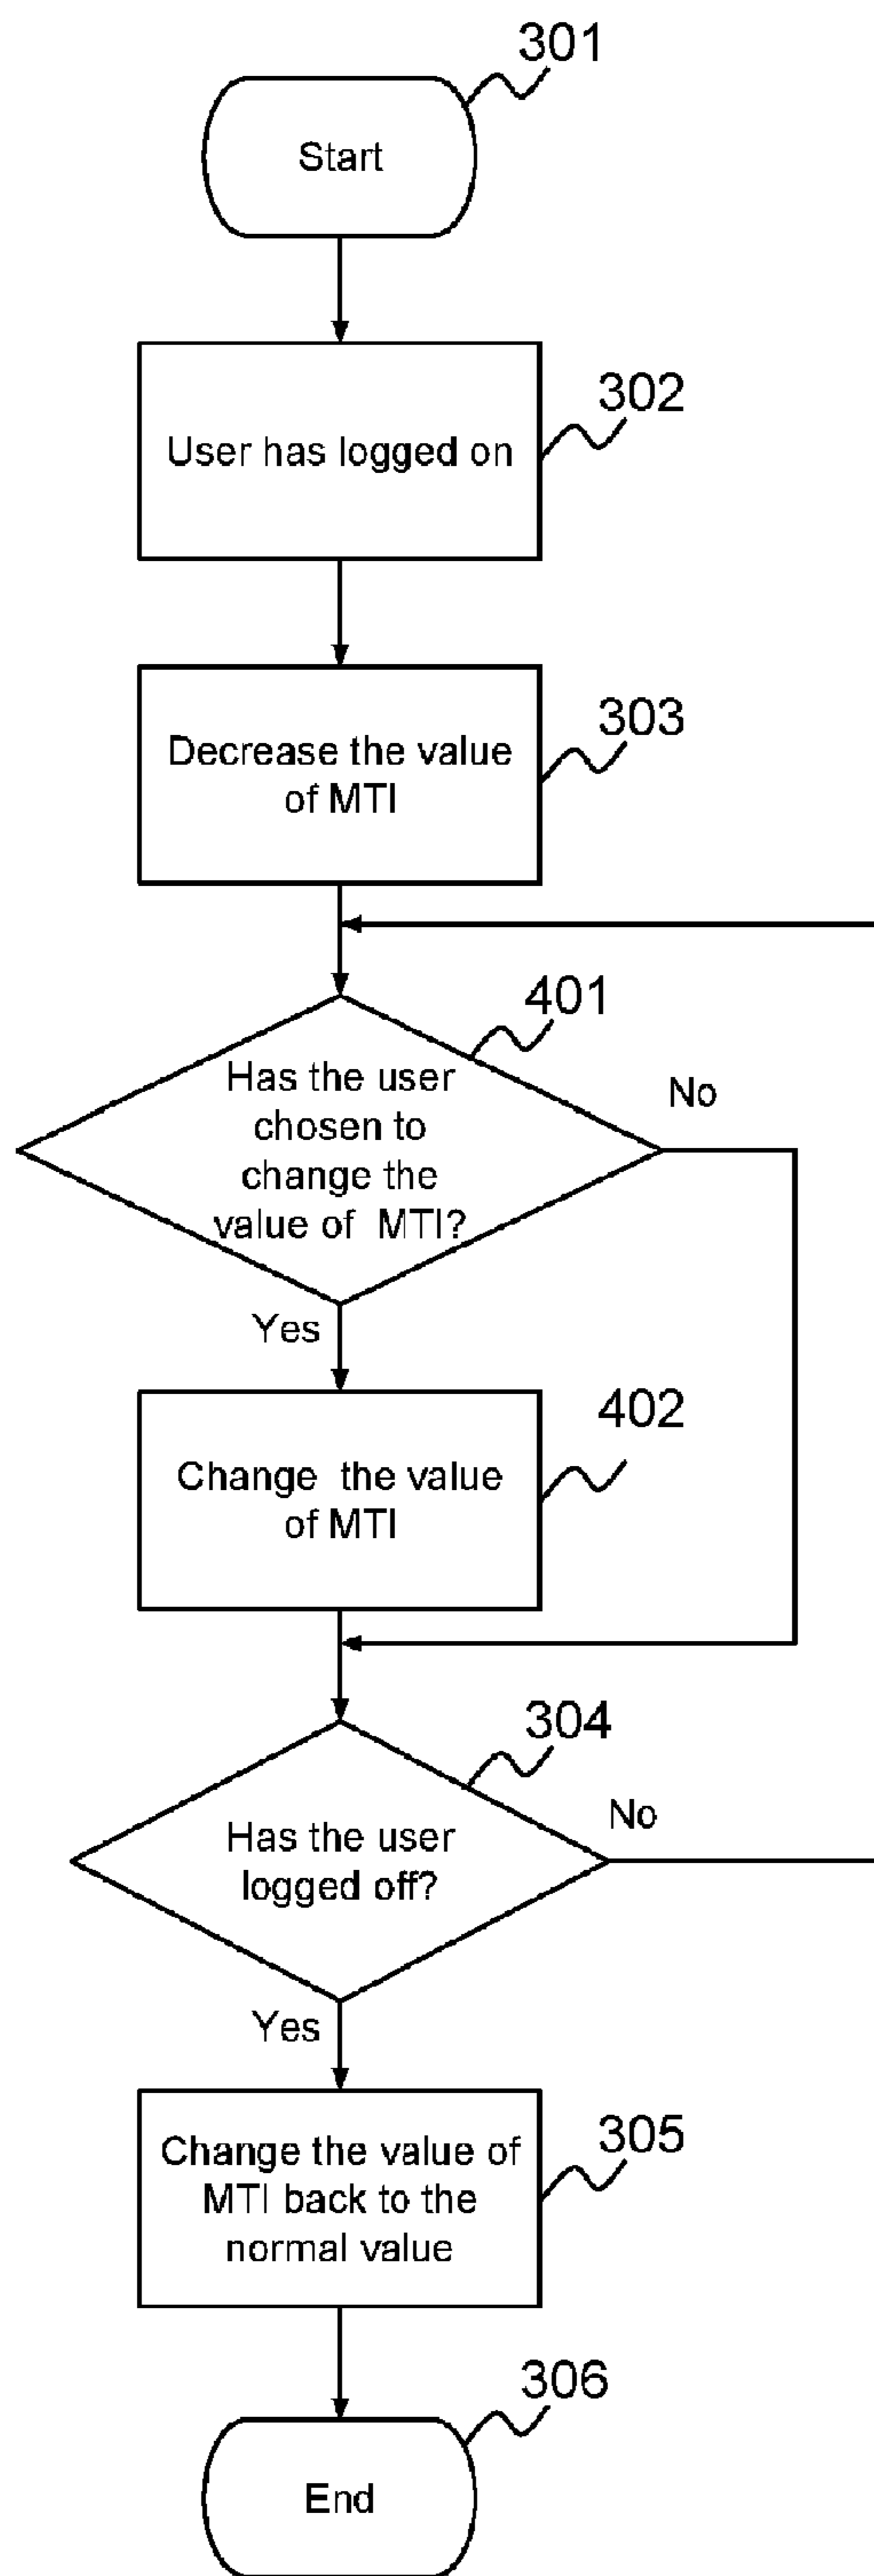 301
Start
302
User has logged on
303
Decrease the value
of MTI
401
Has the user
chosen to
change the
value of MTI?
No
Yes
402
Change the value
of MTI
304
Has the user
logged off?
No
Yes
305
Change the value of
MTI back to the
normal value
306
End